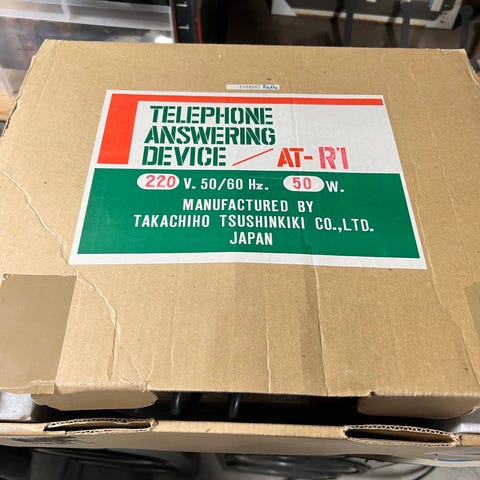 TELEPHONE
ANSWERING
DEVICE / AT-R1
220 V. 50/60 Hz. 50 W.
MANUFACTURED BY
TAKACHIHO TSUSHINKIKI CO.,LTD.
JAPAN